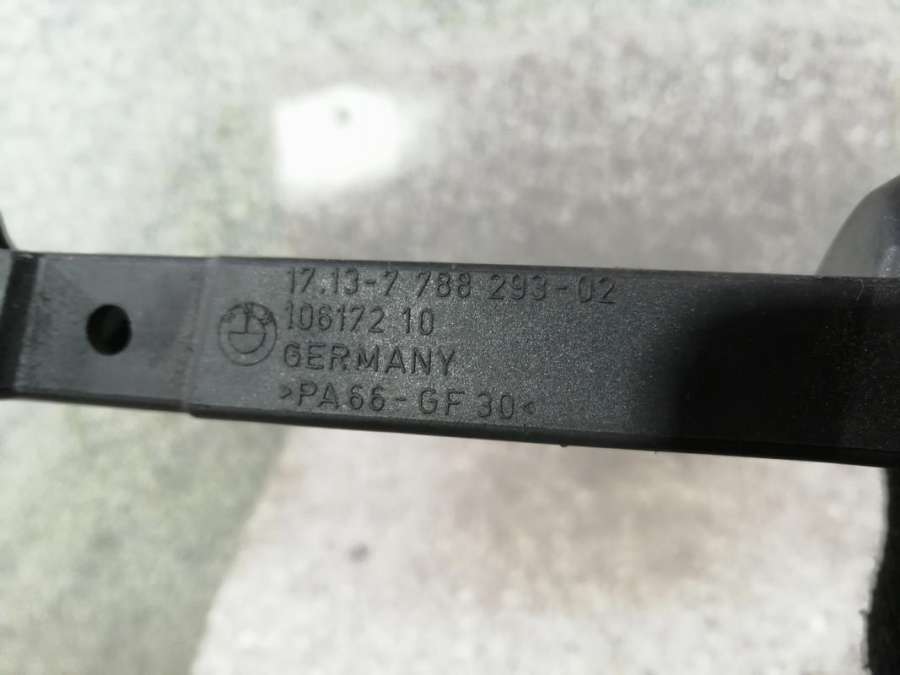 17.13-7 788 293-02
106172 10
GERMANY
>PA66-GF30<